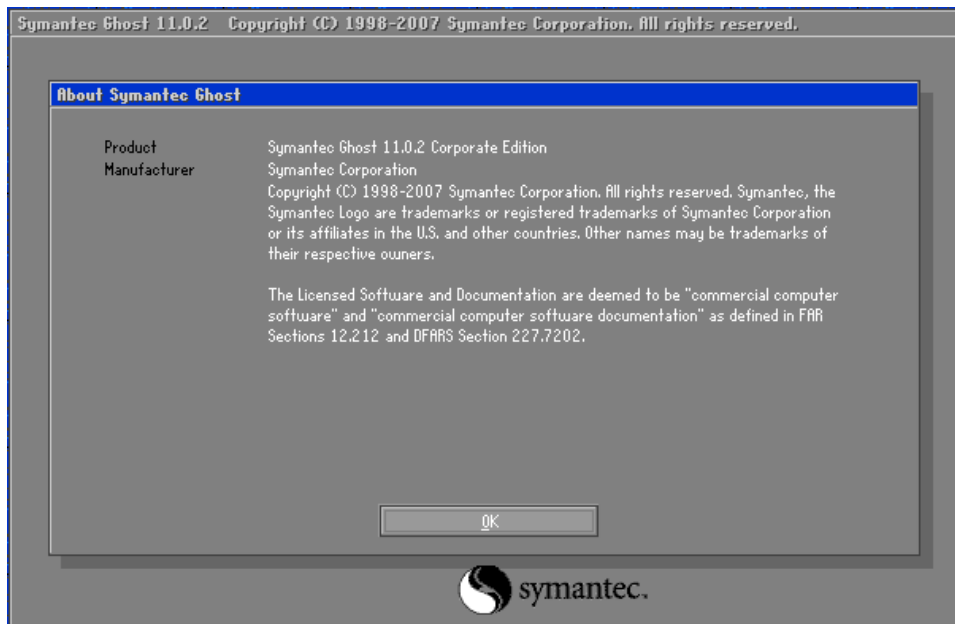 Symantec Ghost 11.0.2   Copyright (C) 1998-2007 Symantec Corporation. All rights reserved.
About Symantec Ghost
Product   Symantec Ghost 11.0.2 Corporate Edition
Manufacturer   Symantec Corporation
Copyright (C) 1998-2007 Symantec Corporation. All rights reserved. Symantec, the
Symantec Logo are trademarks or registered trademarks of Symantec Corporation
or its affiliates in the U.S. and other countries. Other names may be trademarks of
their respective owners.
The Licensed Software and Documentation are deemed to be "commercial computer
software" and "commercial computer software documentation" as defined in FAR
Sections 12.212 and DFARS Section 227.7202.
OK
symantec.